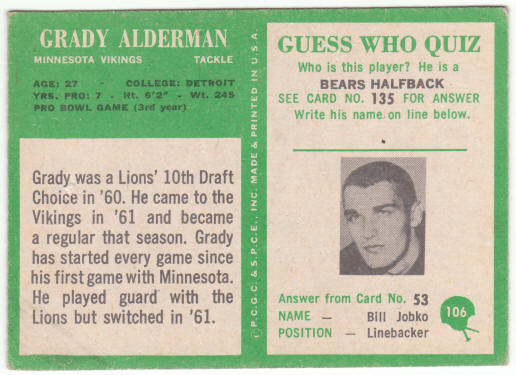 GRADY ALDERMAN
MINNESOTA VIKINGS TACKLE
AGE: 27 - COLLEGE: DETROIT
YRS. PRO: 7 - Ht. 6'2" - Wt. 245
PRO BOWL GAME (3rd year)
Grady was a Lions' 10th Draft
Choice in '60. He came to the
Vikings in '61 and became
a regular that season. Grady
has started every game since
his first game with Minnesota.
He played guard with the
Lions but switched in '61.
©P.C.G.C. & S.P.C.E., INC. MADE & PRINTED IN U.S.A.
GUESS WHO QUIZ
Who is this player? He is a
BEARS HALFBACK
SEE CARD NO. 135 FOR ANSWER
Write his name on line below.
Answer from Card No. 53
NAME — Bill Jobko
POSITION — Linebacker
106